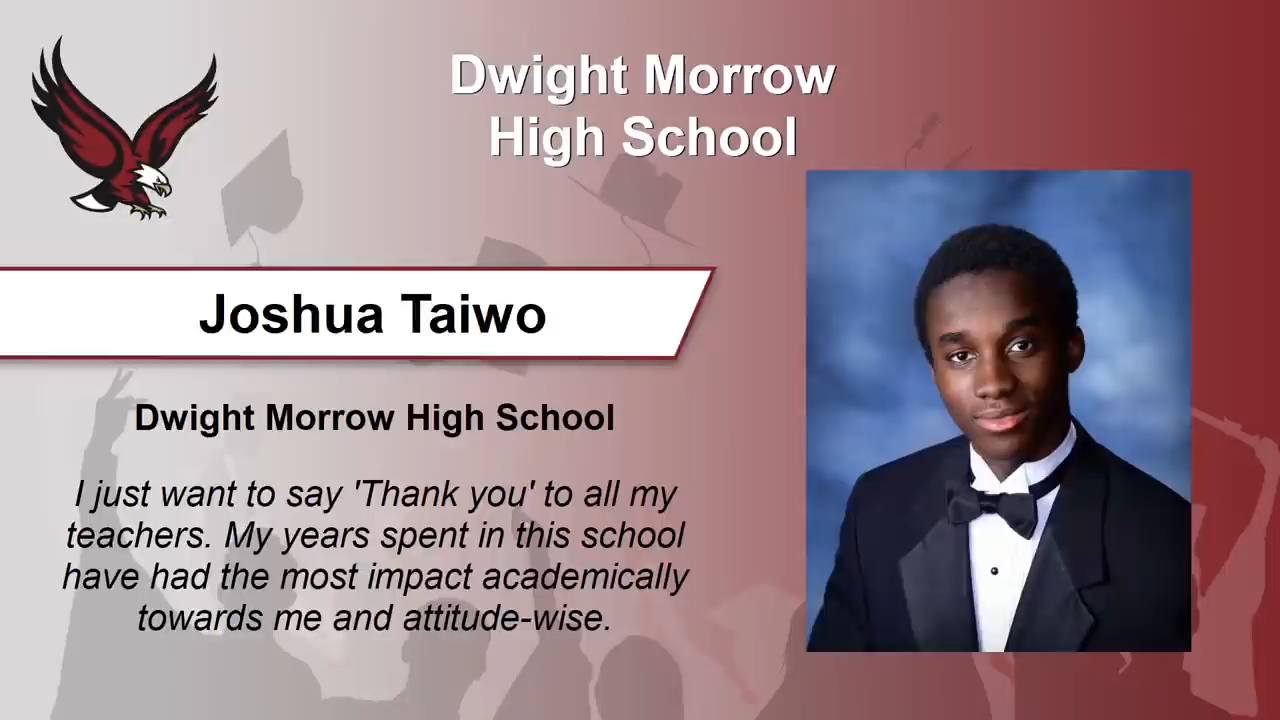 Dwight Morrow
High School
Joshua Taiwo
Dwight Morrow High School
I just want to say 'Thank you' to all my
teachers. My years spent in this school
have had the most impact academically
towards me and attitude-wise.